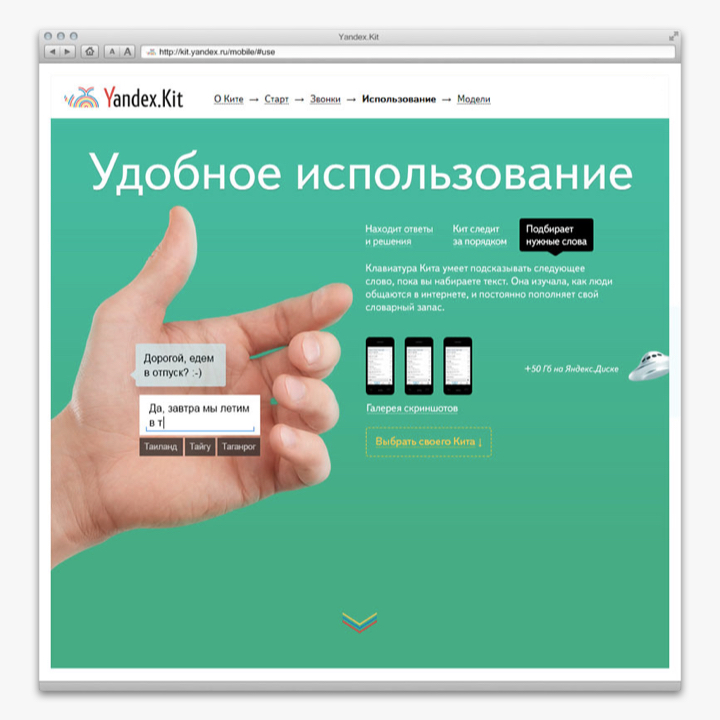 Yandex.Kit
A A
http://kit.yandex.ru/mobile/#use
Yandex.Kit
О Ките → Старт → Звонки → Использование → Модели
Удобное использование
Находит ответы
и решения
Кит следит
за порядком
Подбирает
нужные слова
Клавиатура Кита умеет подсказывать следующее
слово, пока вы набираете текст. Она изучала, как люди
общаются в интернете, и постоянно пополняет свой
словарный запас.
Дорогой, едем
в отпуск? :-)
Да, завтра мы летим
в т
Таиланд Тайгу Таганрог
+50 Гб на Яндекс.Диске
Галерея скриншотов
Выбрать своего Кита ↓